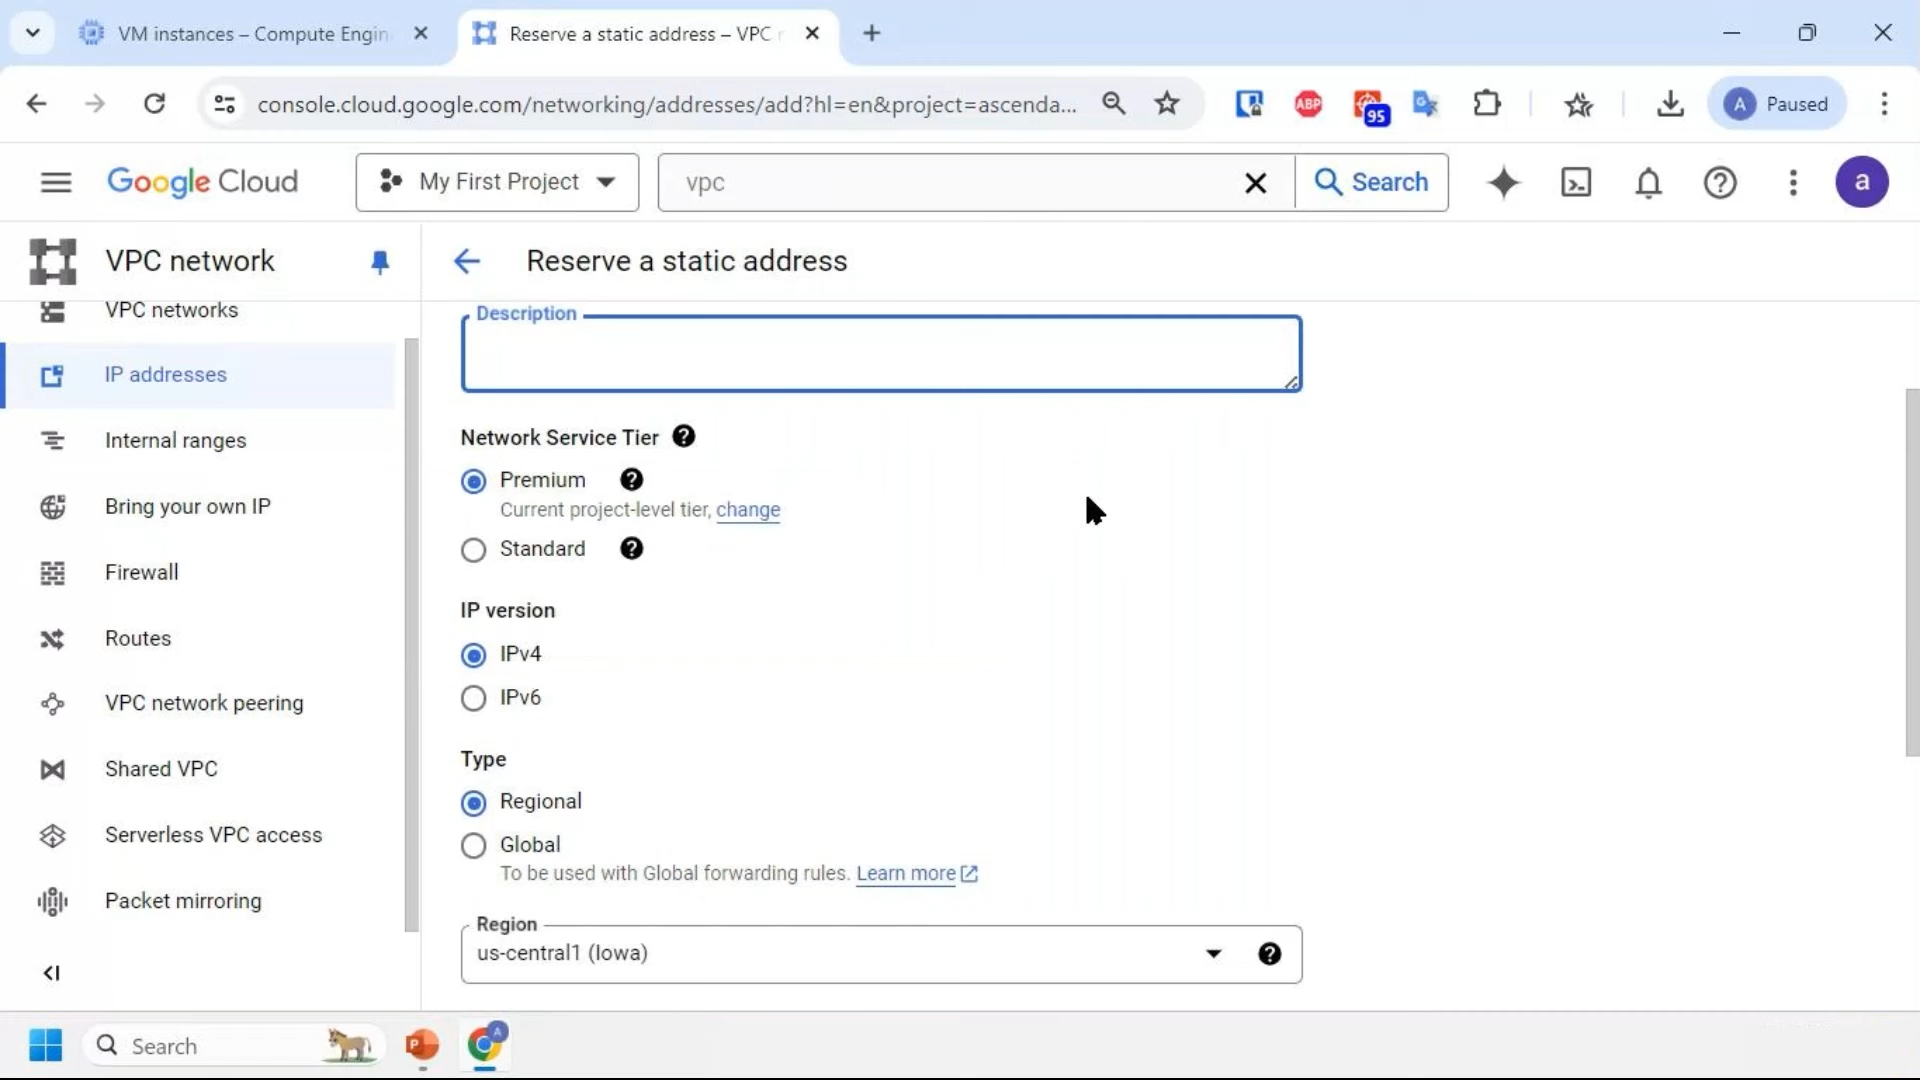 VM instances – Compute Engin
Reserve a static address – VPC
console.cloud.google.com/networking/addresses/add?hl=en&project=ascenda...
ABP
95
A
Paused
Google Cloud
My First Project
vpc
Search
a
VPC network
Reserve a static address
VPC networks
IP addresses
Internal ranges
Bring your own IP
Firewall
Routes
VPC network peering
Shared VPC
Serverless VPC access
Packet mirroring
Description
Network Service Tier
Premium
Current project-level tier, change
Standard
IP version
IPv4
IPv6
Type
Regional
Global
To be used with Global forwarding rules. Learn more
Region
us-central1 (Iowa)
Search
P
A